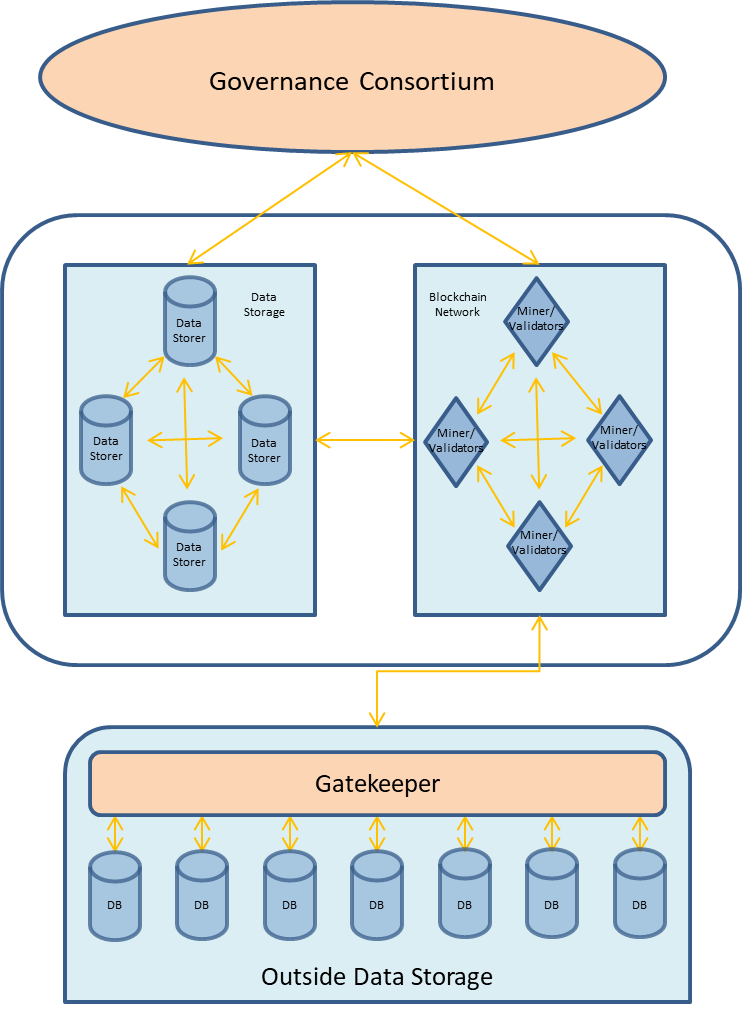 Governance Consortium
Data
Storage
Data
Storer
Data
Storer
Data
Storer
Data
Storer
Blockchain
Network
Miner/
Validators
Miner/
Validators
Miner/
Validators
Miner/
Validators
Gatekeeper
DB
DB
DB
DB
DB
DB
DB
Outside Data Storage